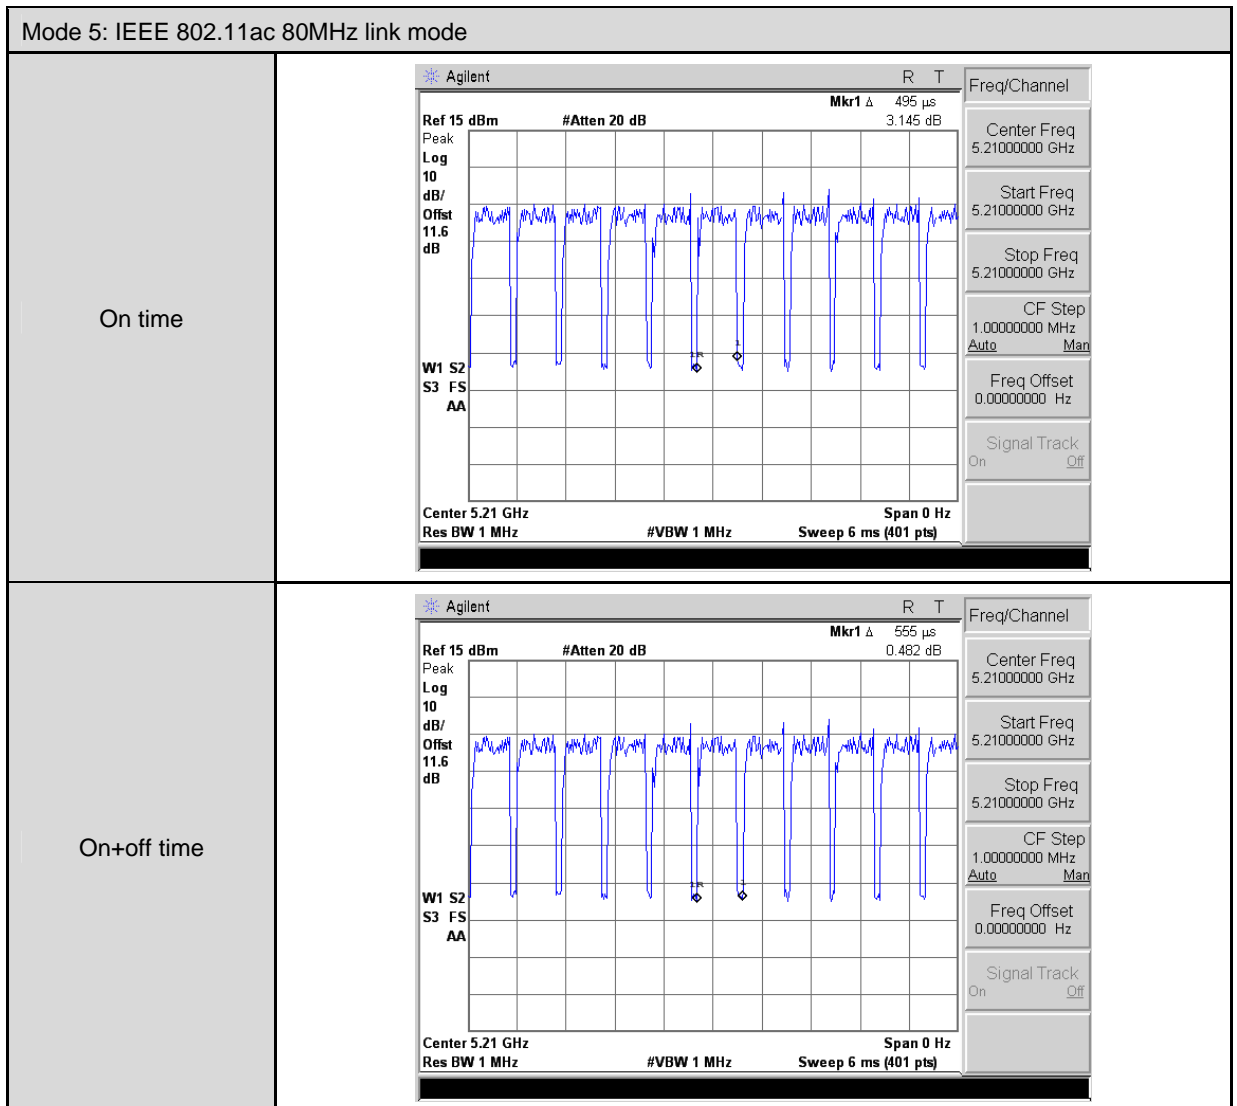 Mode 5: IEEE 802.11ac 80MHz link mode
On time
Agilent R T
Mkr1 Δ 495 µs
Ref 15 dBm #Atten 20 dB 3.145 dB
Peak
Log
10
dB/
Offst
11.6
dB
1R
1
W1 S2
S3 FS
AA
Center 5.21 GHz Span 0 Hz
Res BW 1 MHz #VBW 1 MHz Sweep 6 ms (401 pts)
Freq/Channel
Center Freq
5.21000000 GHz
Start Freq
5.21000000 GHz
Stop Freq
5.21000000 GHz
CF Step
1.00000000 MHz
Auto Man
Freq Offset
0.00000000 Hz
Signal Track
On Off
On+off time
Agilent R T
Mkr1 Δ 555 µs
Ref 15 dBm #Atten 20 dB 0.482 dB
Peak
Log
10
dB/
Offst
11.6
dB
1R
1
W1 S2
S3 FS
AA
Center 5.21 GHz Span 0 Hz
Res BW 1 MHz #VBW 1 MHz Sweep 6 ms (401 pts)
Freq/Channel
Center Freq
5.21000000 GHz
Start Freq
5.21000000 GHz
Stop Freq
5.21000000 GHz
CF Step
1.00000000 MHz
Auto Man
Freq Offset
0.00000000 Hz
Signal Track
On Off